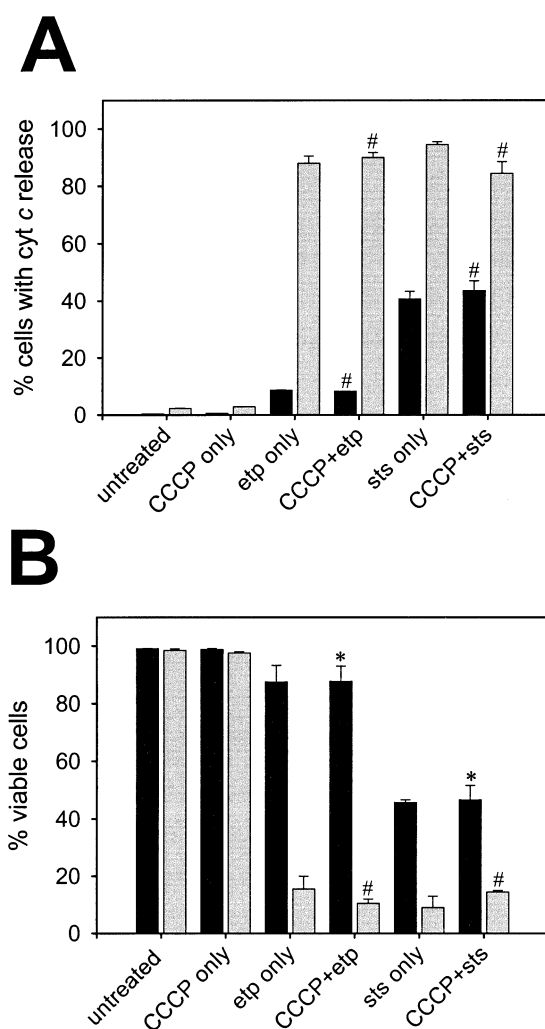 A
% cells with cyt c release
100
80
60
40
20
0
#
#
#
#
untreated
CCCP only
etp only
CCCP+etp
sts only
CCCP+sts
B
% viable cells
100
80
60
40
20
0
*
#
*
#
untreated
CCCP only
etp only
CCCP+etp
sts only
CCCP+sts